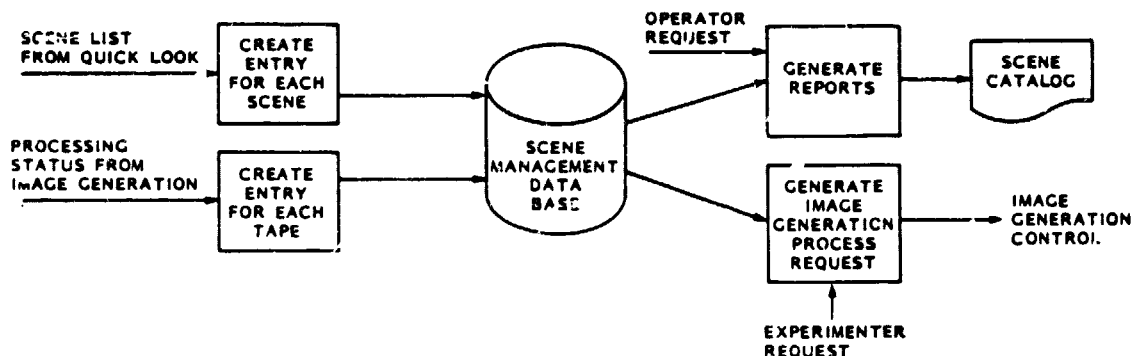 SCENE LIST
FROM QUICK LOOK
CREATE
ENTRY
FOR EACH
SCENE
PROCESSING
STATUS FROM
IMAGE GENERATION
CREATE
ENTRY
FOR EACH
TAPE
SCENE
MANAGEMENT
DATA
BASE
OPERATOR
REQUEST
GENERATE
REPORTS
SCENE
CATALOG
GENERATE
IMAGE
GENERATION
PROCESS
REQUEST
IMAGE
GENERATION
CONTROL
EXPERIMENTER
REQUEST